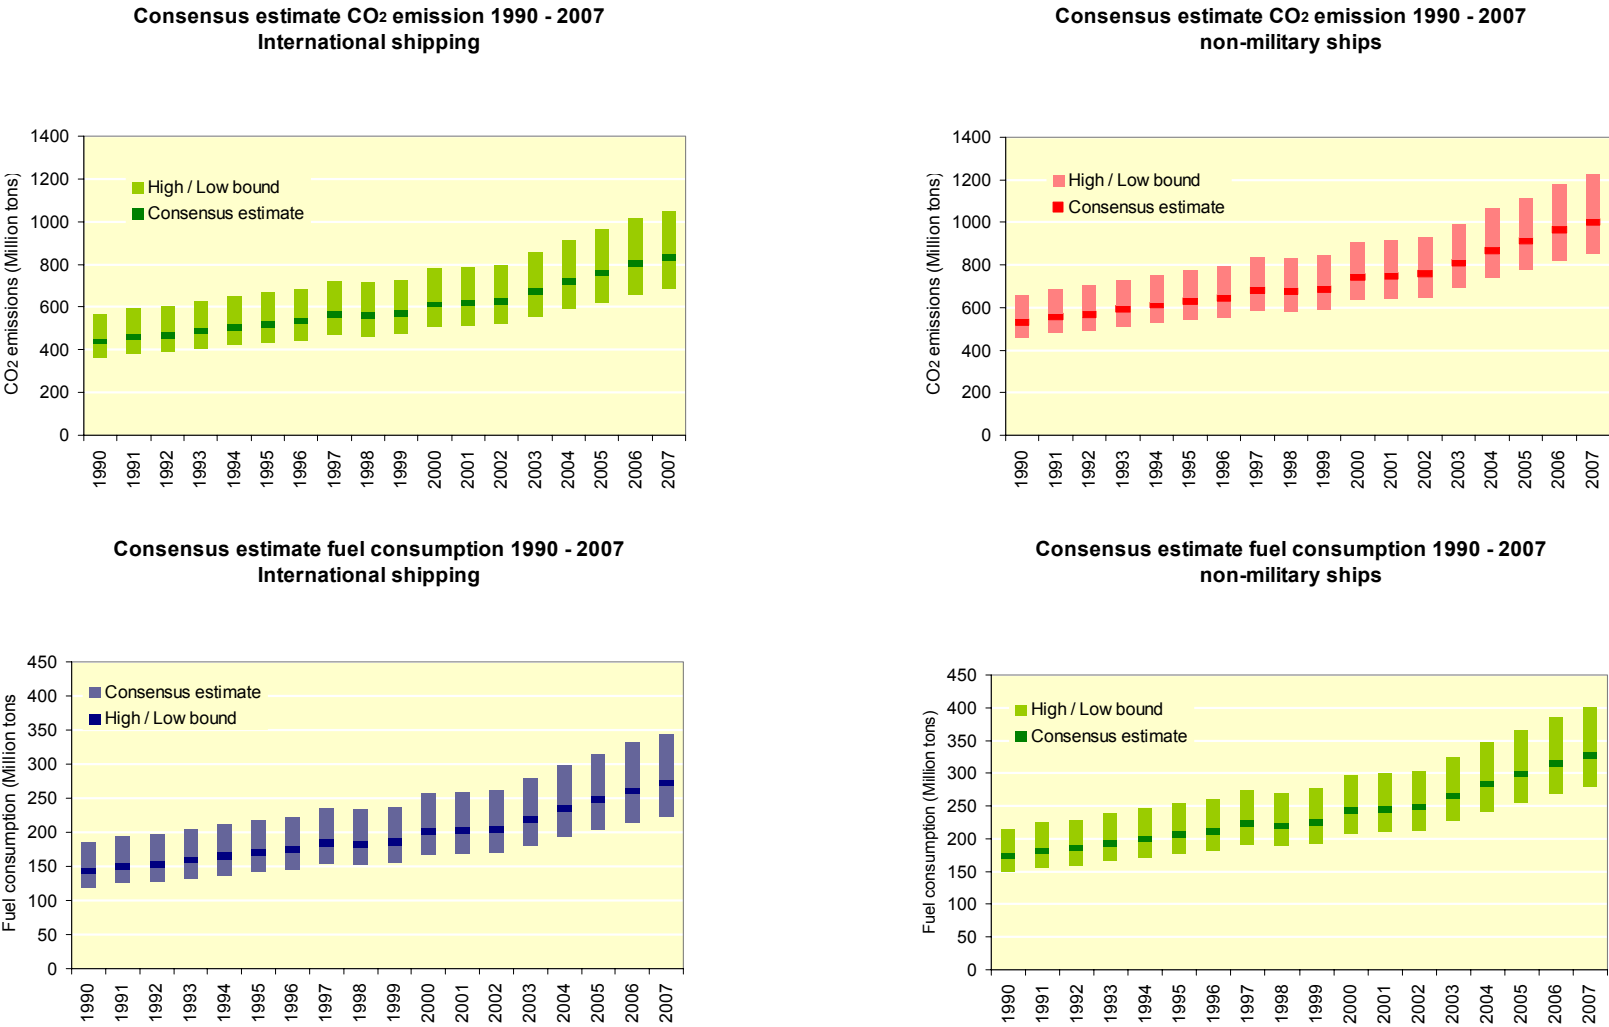 Consensus estimate CO2 emission 1990 - 2007
International shipping
CO2 emissions (Million tons)
1400
1200
1000
800
600
400
200
0
High / Low bound
Consensus estimate
1990 1991 1992 1993 1994 1995 1996 1997 1998 1999 2000 2001 2002 2003 2004 2005 2006 2007
Consensus estimate CO2 emission 1990 - 2007
non-military ships
CO2 emissions (Million tons)
1400
1200
1000
800
600
400
200
0
High / Low bound
Consensus estimate
1990 1991 1992 1993 1994 1995 1996 1997 1998 1999 2000 2001 2002 2003 2004 2005 2006 2007
Consensus estimate fuel consumption 1990 - 2007
International shipping
Fuel consumption (Million tons
450
400
350
300
250
200
150
100
50
0
Consensus estimate
High / Low bound
1990 1991 1992 1993 1994 1995 1996 1997 1998 1999 2000 2001 2002 2003 2004 2005 2006 2007
Consensus estimate fuel consumption 1990 - 2007
non-military ships
Fuel consumption (Million tons)
450
400
350
300
250
200
150
100
50
0
High / Low bound
Consensus estimate
1990 1991 1992 1993 1994 1995 1996 1997 1998 1999 2000 2001 2002 2003 2004 2005 2006 2007